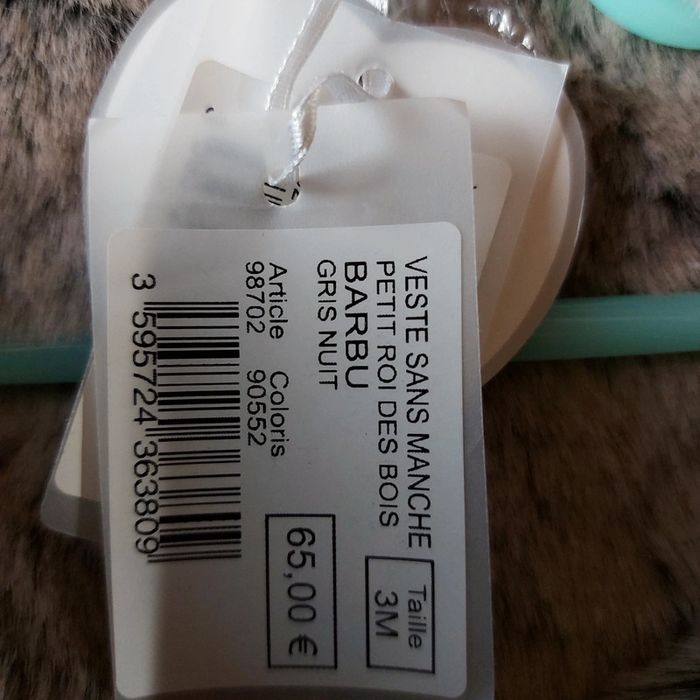 VESTE SANS MANCHE
PETIT ROI DES BOIS
BARBU
GRIS NUIT
Taille
3M
Article Coloris
98702 90552
65,00 €
3 595724 363809